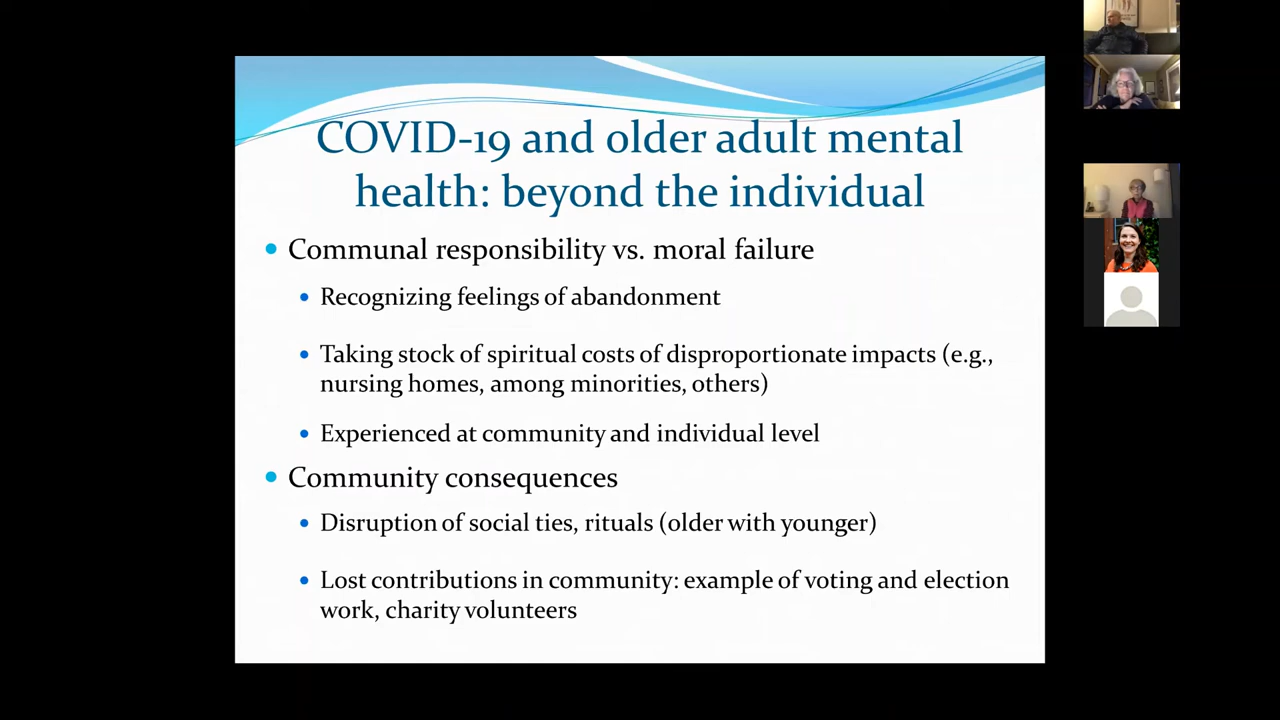 COVID-19 and older adult mental
health: beyond the individual
Communal responsibility vs. moral failure
Recognizing feelings of abandonment
Taking stock of spiritual costs of disproportionate impacts (e.g.,
nursing homes, among minorities, others)
Experienced at community and individual level
Community consequences
Disruption of social ties, rituals (older with younger)
Lost contributions in community: example of voting and election
work, charity volunteers